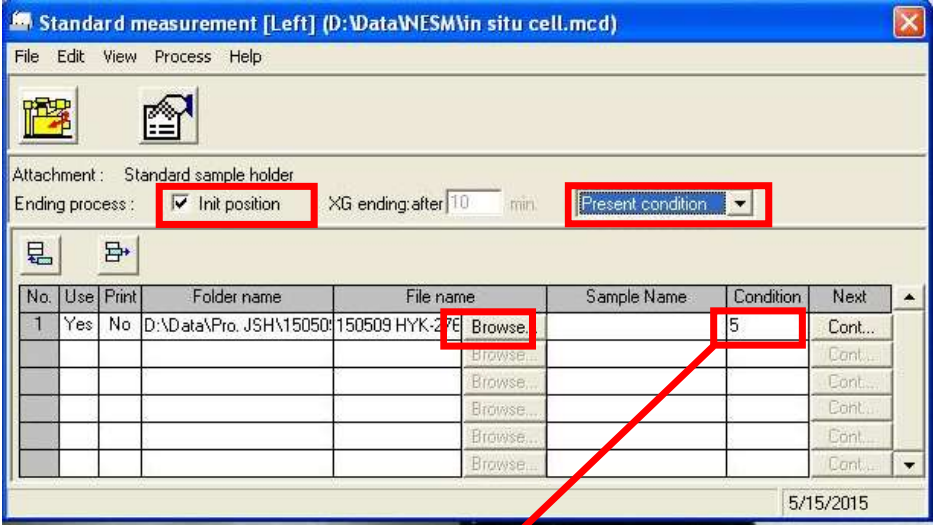 Standard measurement [Left] (D:\Data\NESM\in situ cell.mcd)
File Edit View Process Help
Attachment : Standard sample holder
Ending process : Init position XG ending:after 10 min. Present condition
No. Use Print Folder name File name Sample Name Condition Next
1 Yes No D:\Data\Pro. JSH\15050 150509 HYK-27 Browse... 5 Cont...
Browse... Cont...
Browse... Cont...
Browse... Cont...
Browse... Cont...
Browse... Cont...
5/15/2015